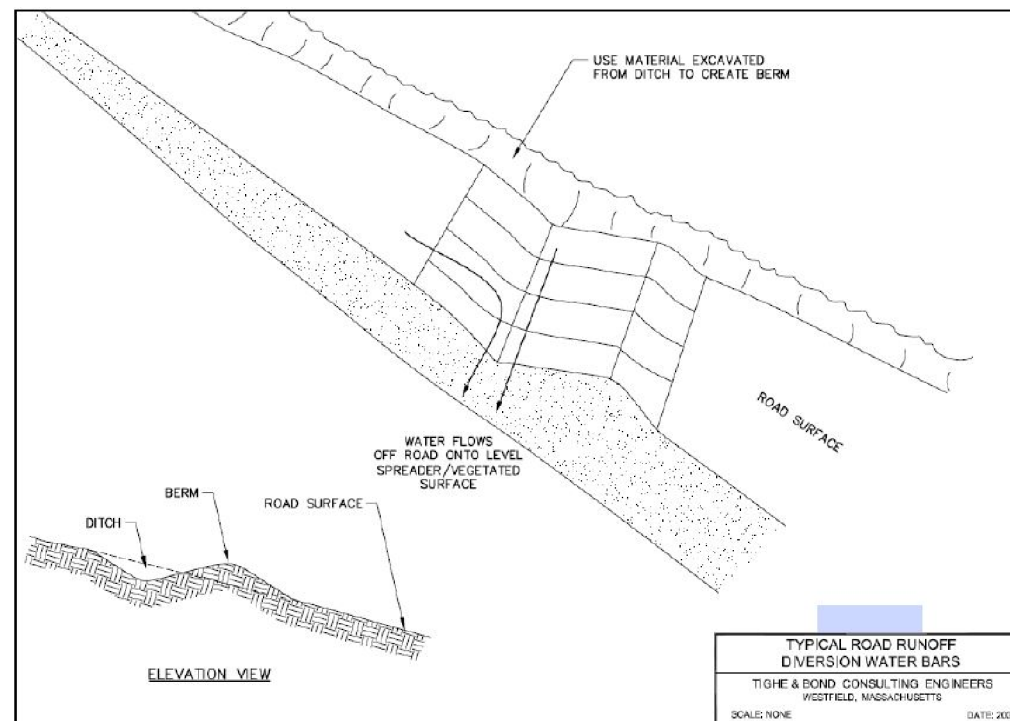 USE MATERIAL EXCAVATED
FROM DITCH TO CREATE BERM
ROAD SURFACE
WATER FLOWS
OFF ROAD ONTO LEVEL
SPREADER/VEGETATED
SURFACE
BERM
ROAD SURFACE
DITCH
ELEVATION VIEW
TYPICAL ROAD RUNOFF
DIVERSION WATER BARS
TIGHE & BOND CONSULTING ENGINEERS
WESTFIELD, MASSACHUSETTS
SCALE: NONE DATE: